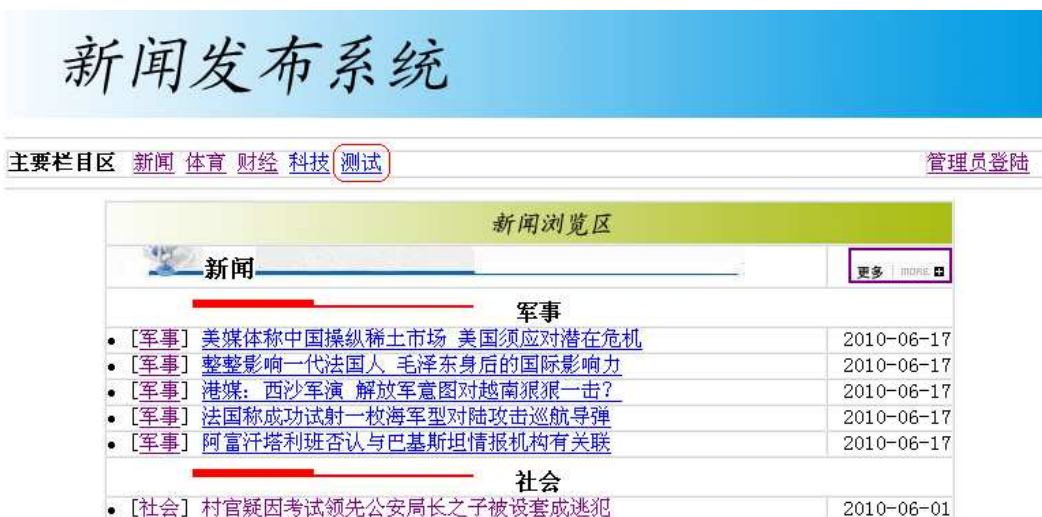 新闻发布系统
主要栏目区 新闻 体育 财经 科技 测试 管理员登陆
新闻浏览区
新闻 更多 | MORE
军事
• [军事] 美媒体称中国操纵稀土市场 美国须应对潜在危机 2010-06-17
• [军事] 整整影响一代法国人 毛泽东身后的国际影响力 2010-06-17
• [军事] 港媒：西沙军演 解放军意图对越南狠狠一击? 2010-06-17
• [军事] 法国称成功试射一枚海军型对陆攻击巡航导弹 2010-06-17
• [军事] 阿富汗塔利班否认与巴基斯坦情报机构有关联 2010-06-17
社会
• [社会] 村官疑因考试领先公安局长之子被设套成逃犯 2010-06-01